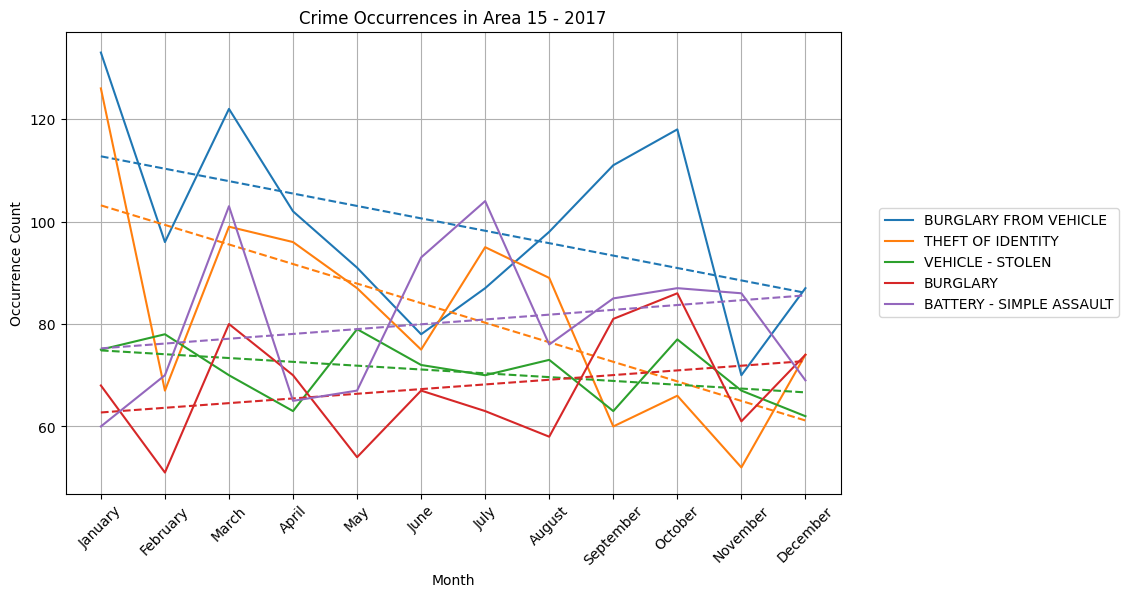 Crime Occurrences in Area 15 - 2017
Occurrence Count
120
100
80
60
January
February
March
April
May
June
July
August
September
October
November
December
Month
BURGLARY FROM VEHICLE
THEFT OF IDENTITY
VEHICLE - STOLEN
BURGLARY
BATTERY - SIMPLE ASSAULT